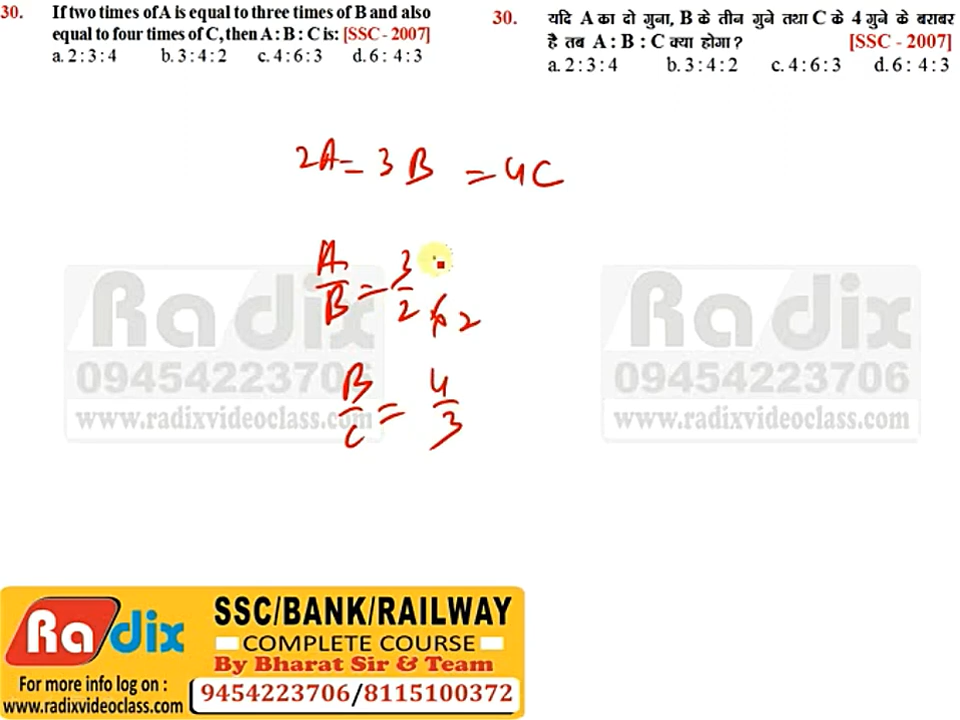 30. If two times of A is equal to three times of B and also
equal to four times of C, then A : B : C is: [SSC - 2007]
a. 2 : 3 : 4 b. 3 : 4 : 2 c. 4 : 6 : 3 d. 6 : 4 : 3
30. यदि A का दो गुना, B के तीन गुने तथा C के 4 गुने के बराबर
है तब A : B : C क्या होगा ? [SSC - 2007]
a. 2 : 3 : 4 b. 3 : 4 : 2 c. 4 : 6 : 3 d. 6 : 4 : 3
2A = 3B = 4C
A/B = 3/2 × 2
B/C = 4/3
Radix
09454223706
www.radixvideoclass.com
Radix
09454223706
www.radixvideoclass.com
Radix
For more info log on :
www.radixvideoclass.com
SSC/BANK/RAILWAY
COMPLETE COURSE
By Bharat Sir & Team
9454223706/8115100372